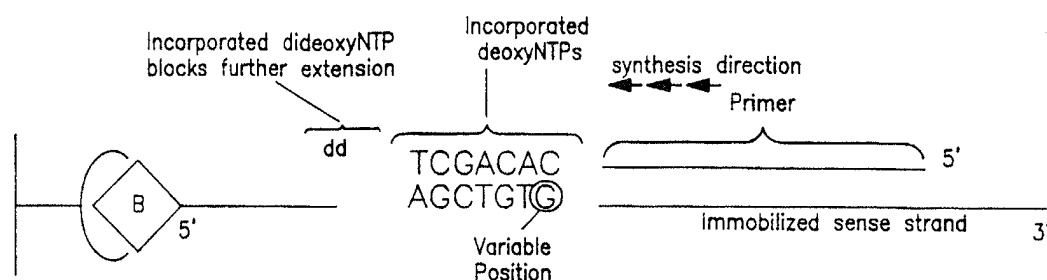 Incorporated dideoxyNTP
blocks further extension
Incorporated
deoxyNTPs
synthesis direction
Primer
dd
TCGACAC
AGCTGTG
5'
B
5'
Immobilized sense strand
3'
Variable
Position